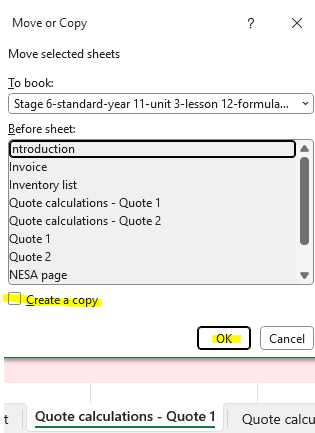 Move or Copy
Move selected sheets
To book:
Stage 6-standard-year 11-unit 3-lesson 12-formula...
Before sheet:
ntroduction
Invoice
Inventory list
Quote calculations - Quote 1
Quote calculations - Quote 2
Quote 1
Quote 2
NESA page
Create a copy
OK Cancel
t Quote calculations - Quote 1 Quote calcu